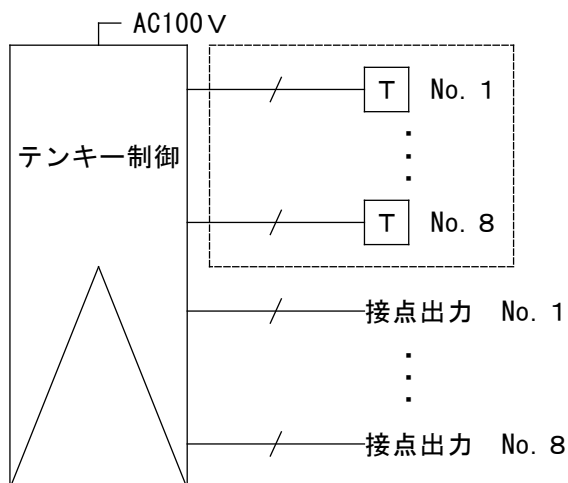 AC100V
T No. 1
テンキー制御
T No. 8
接点出力 No. 1
接点出力 No. 8